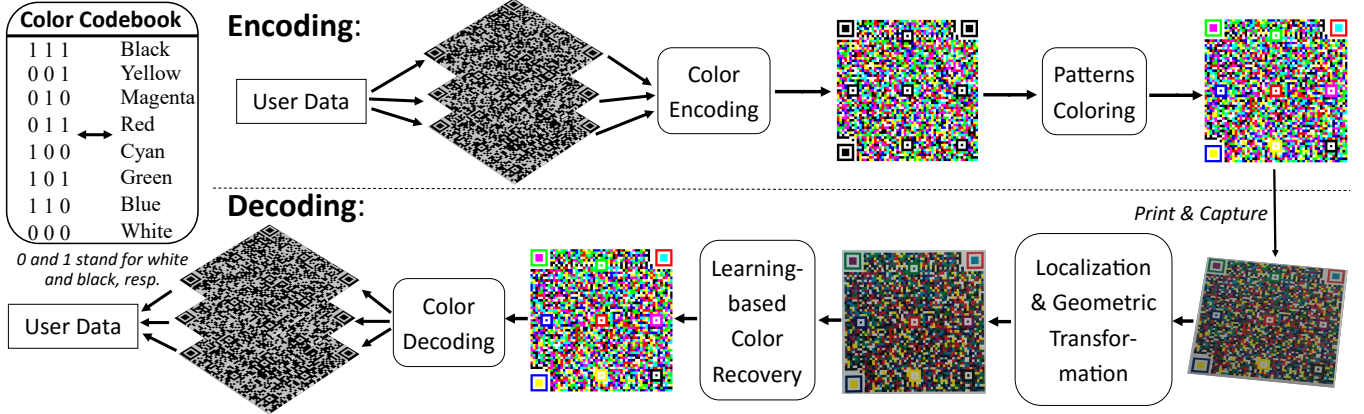 Color Codebook
1 1 1 Black
0 0 1 Yellow
0 1 0 Magenta
0 1 1 Red
1 0 0 Cyan
1 0 1 Green
1 1 0 Blue
0 0 0 White
0 and 1 stand for white
and black, resp.
Encoding:
User Data
Color
Encoding
Patterns
Coloring
Print & Capture
Decoding:
Localization
& Geometric
Transfor-
mation
Learning-
based
Color
Recovery
Color
Decoding
User Data